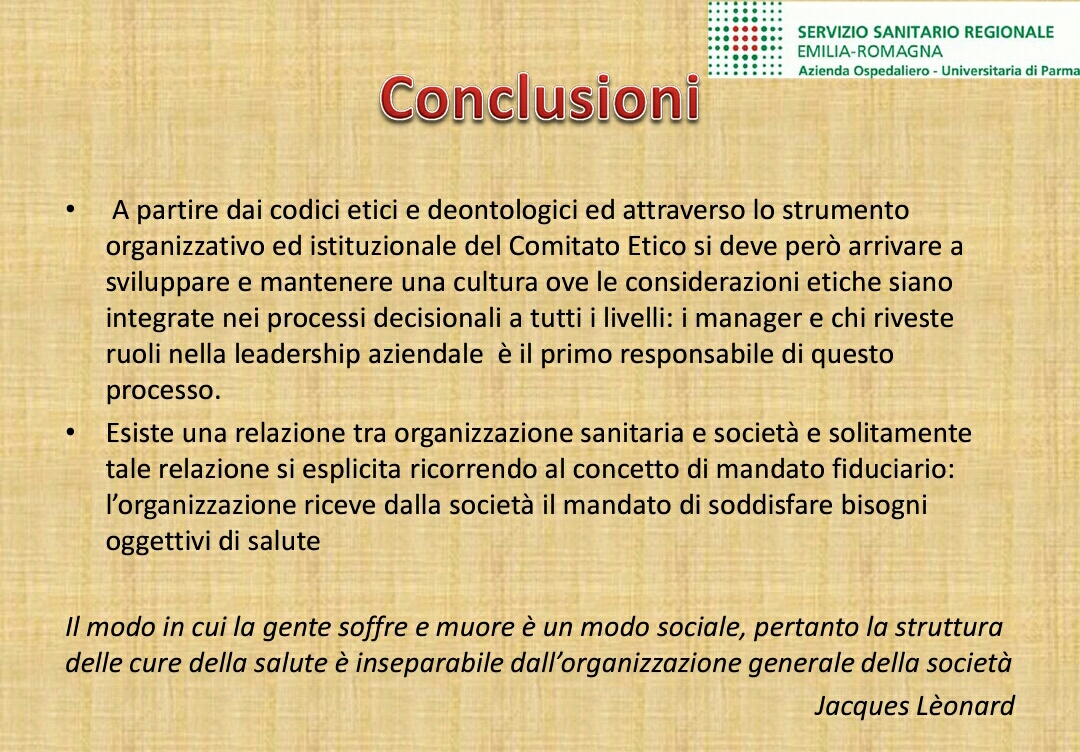 SERVIZIO SANITARIO REGIONALE
EMILIA-ROMAGNA
Azienda Ospedaliero - Universitaria di Parma
Conclusioni
• A partire dai codici etici e deontologici ed attraverso lo strumento
organizzativo ed istituzionale del Comitato Etico si deve però arrivare a
sviluppare e mantenere una cultura ove le considerazioni etiche siano
integrate nei processi decisionali a tutti i livelli: i manager e chi riveste
ruoli nella leadership aziendale è il primo responsabile di questo
processo.
• Esiste una relazione tra organizzazione sanitaria e società e solitamente
tale relazione si esplicita ricorrendo al concetto di mandato fiduciario:
l’organizzazione riceve dalla società il mandato di soddisfare bisogni
oggettivi di salute
Il modo in cui la gente soffre e muore è un modo sociale, pertanto la struttura
delle cure della salute è inseparabile dall’organizzazione generale della società
Jacques Lèonard